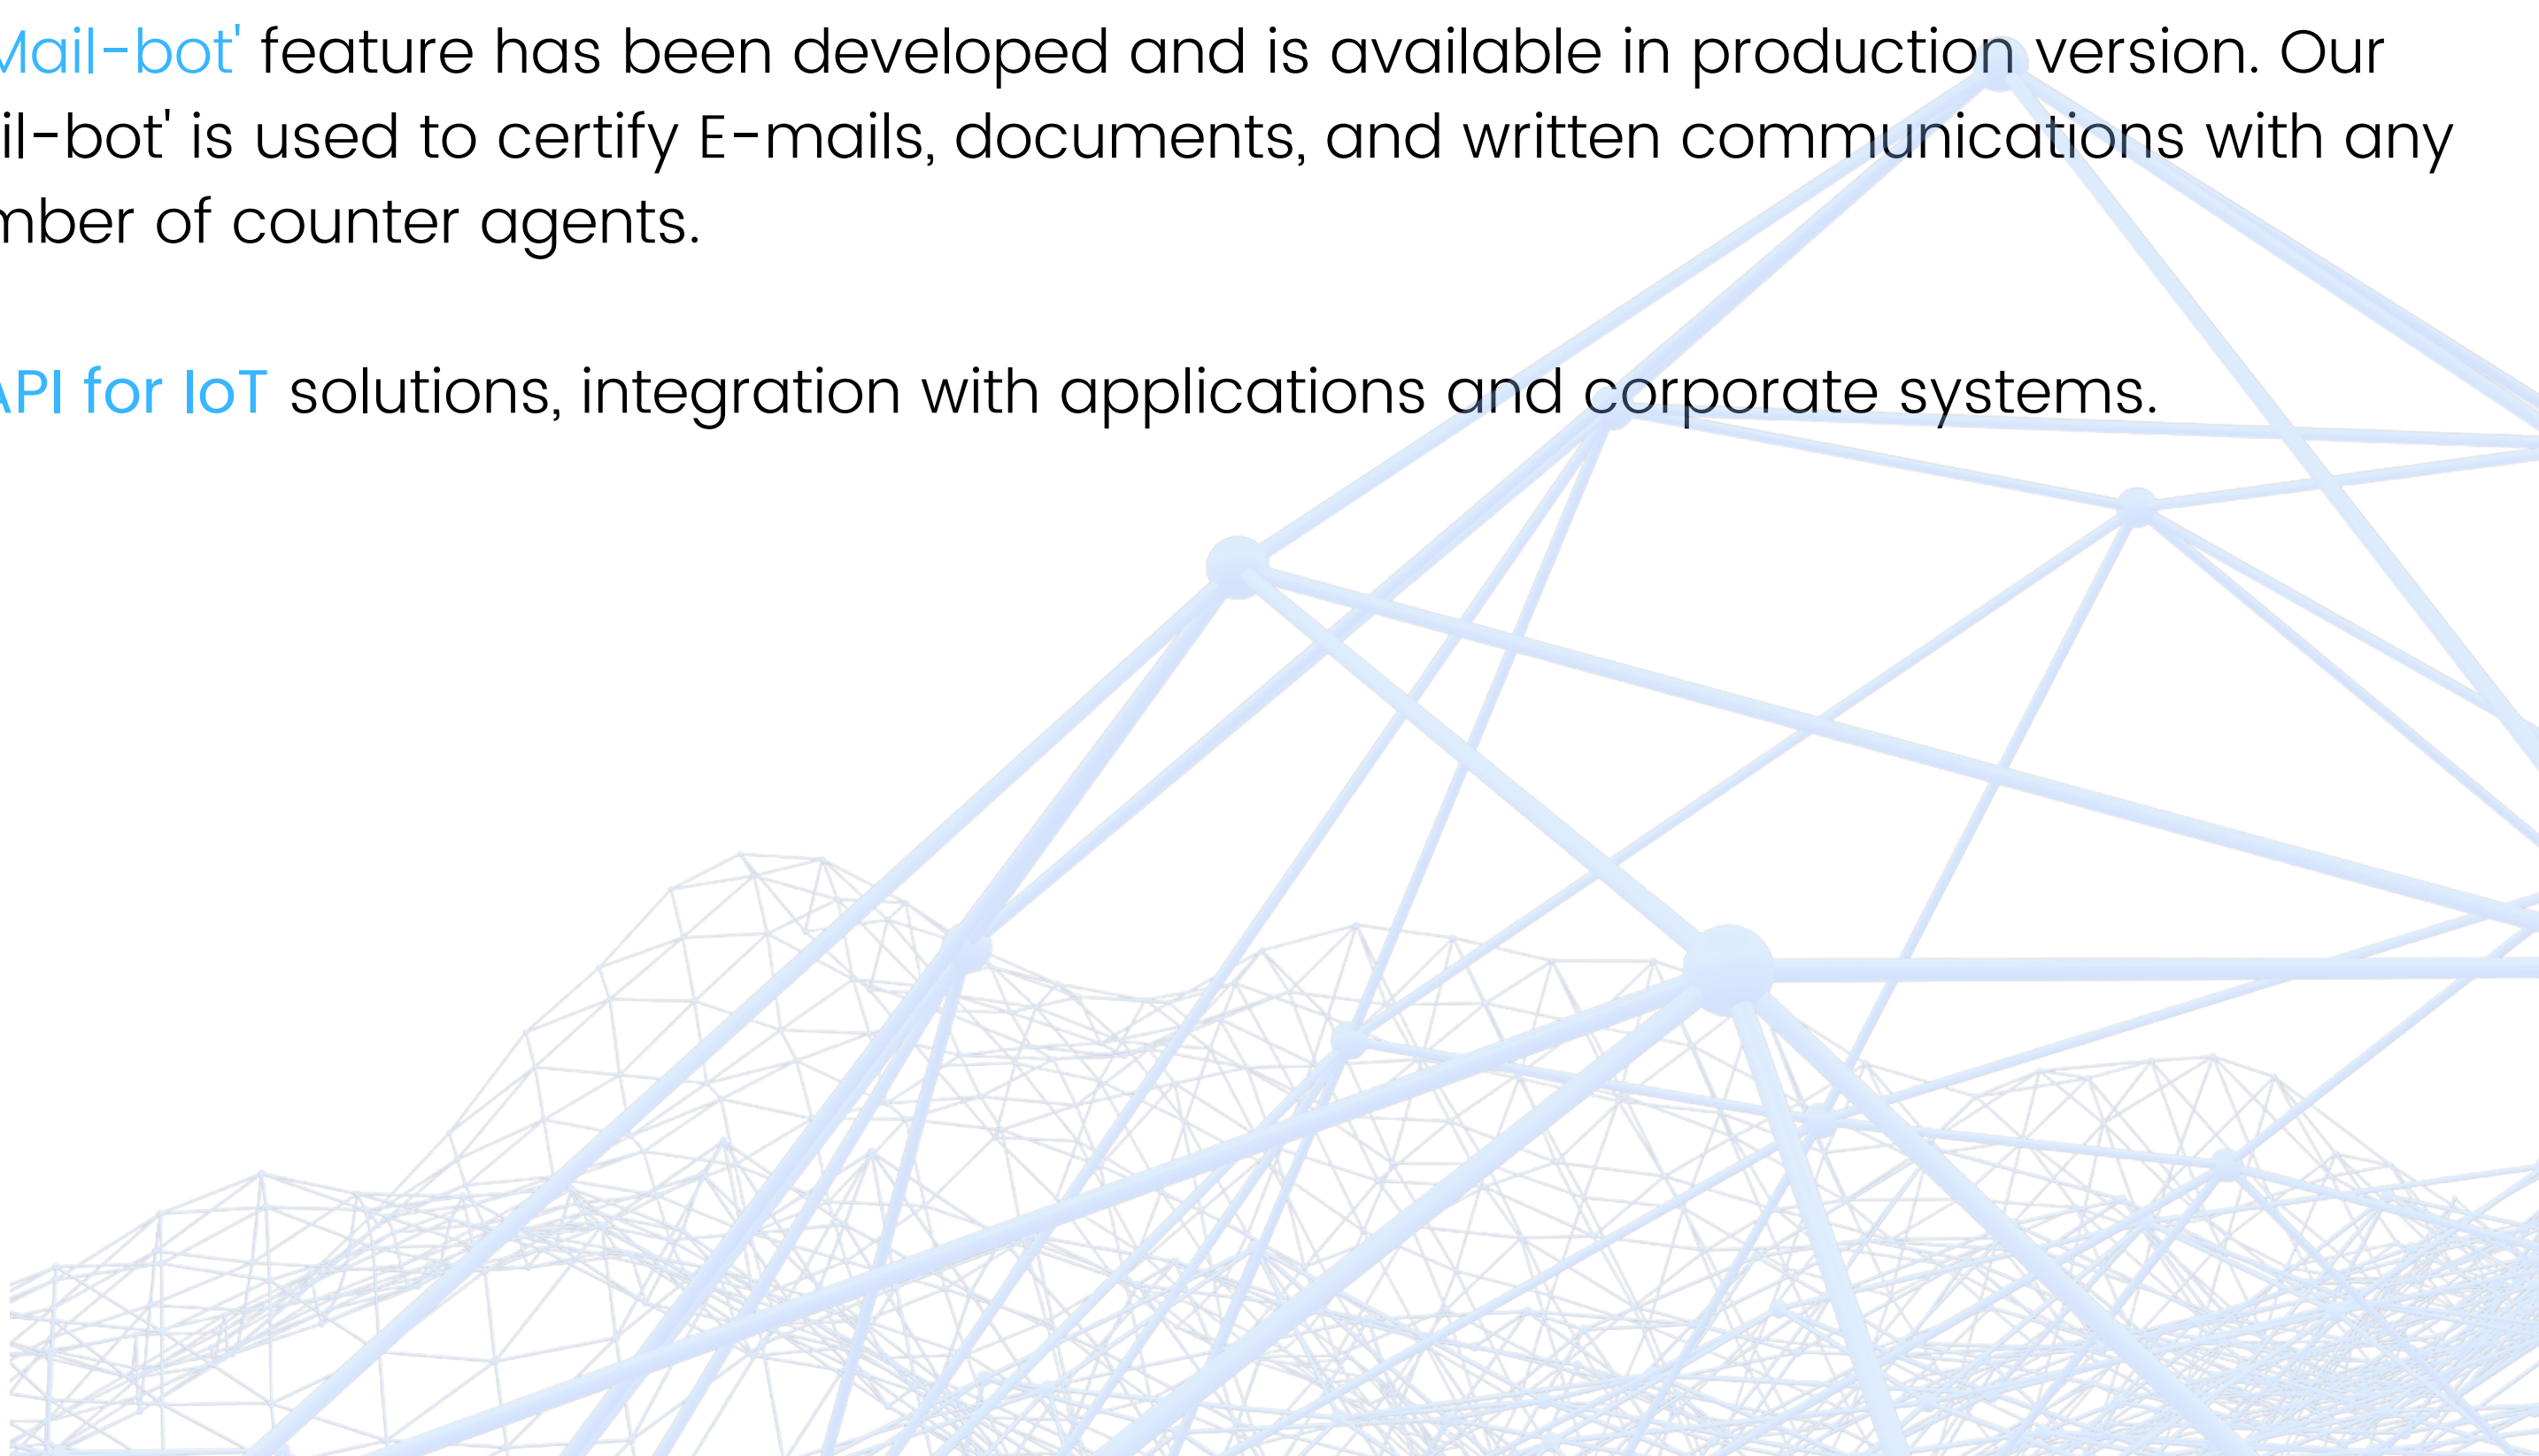 Mail-bot' feature has been developed and is available in production version. Our
il-bot' is used to certify E-mails, documents, and written communications with any
mber of counter agents.
API for IoT solutions, integration with applications and corporate systems.